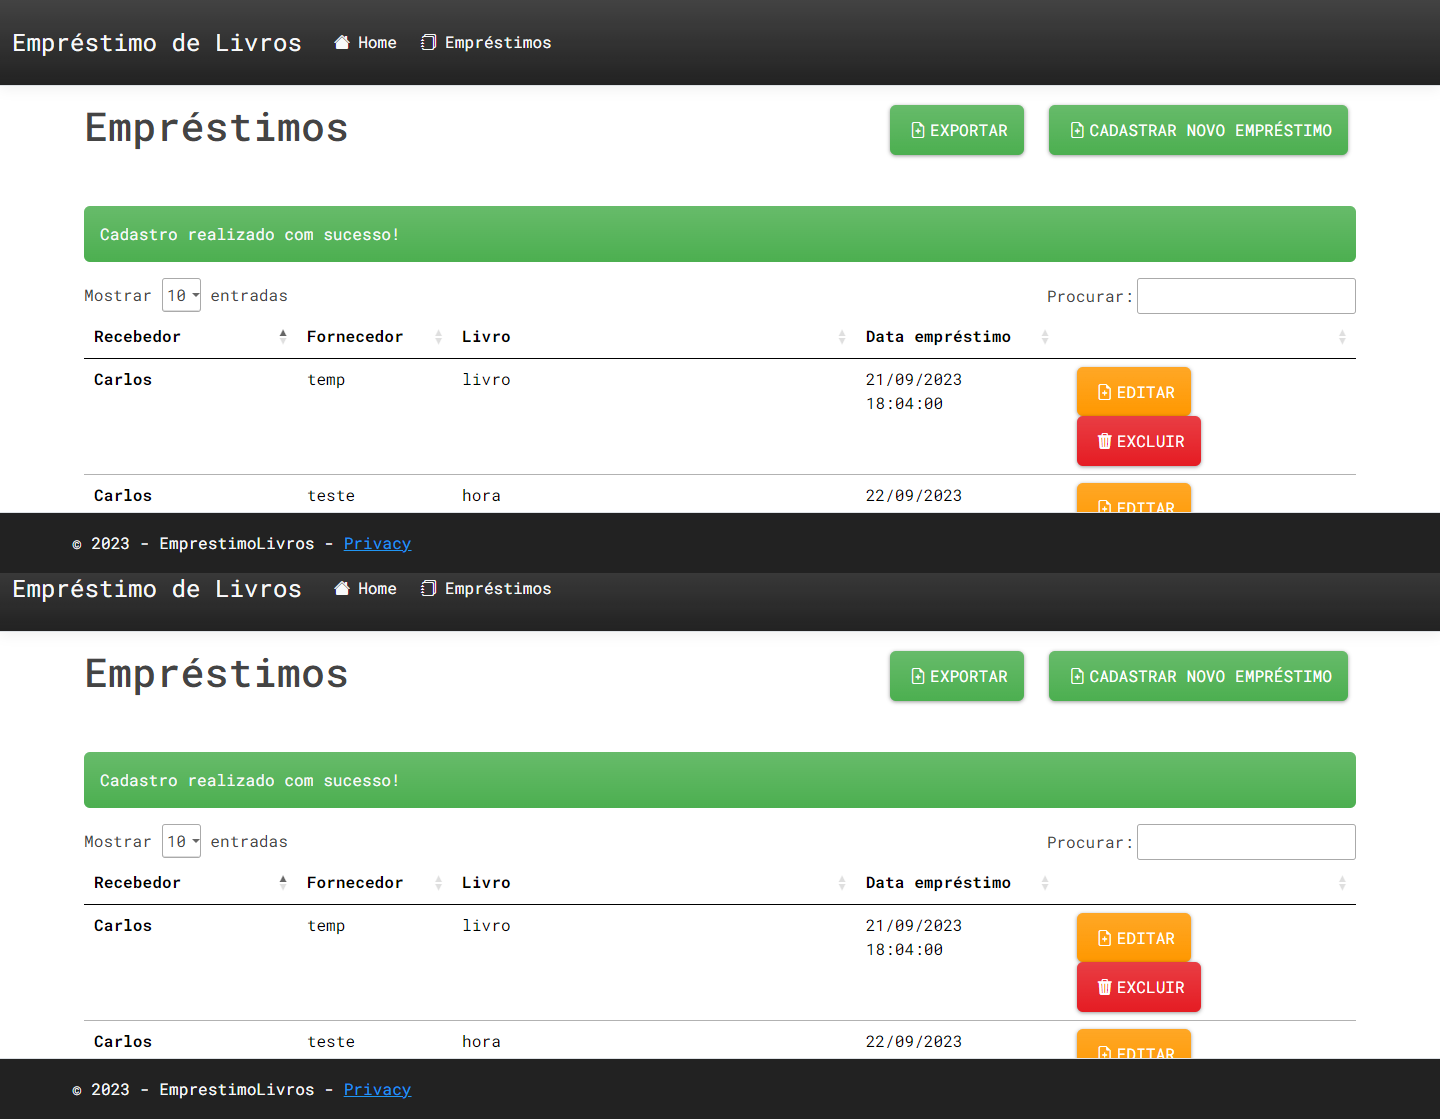 Empréstimo de Livros Home Empréstimos
Empréstimos EXPORTAR CADASTRAR NOVO EMPRÉSTIMO
Cadastro realizado com sucesso!
Mostrar 10 entradas Procurar:
Recebedor Fornecedor Livro Data empréstimo
Carlos temp livro 21/09/2023 EDITAR
18:04:00
EXCLUIR
Carlos teste hora 22/09/2023 EDITAR
© 2023 - EmprestimoLivros - Privacy
Empréstimo de Livros Home Empréstimos
Empréstimos EXPORTAR CADASTRAR NOVO EMPRÉSTIMO
Cadastro realizado com sucesso!
Mostrar 10 entradas Procurar:
Recebedor Fornecedor Livro Data empréstimo
Carlos temp livro 21/09/2023 EDITAR
18:04:00
EXCLUIR
Carlos teste hora 22/09/2023 EDITAR
© 2023 - EmprestimoLivros - Privacy